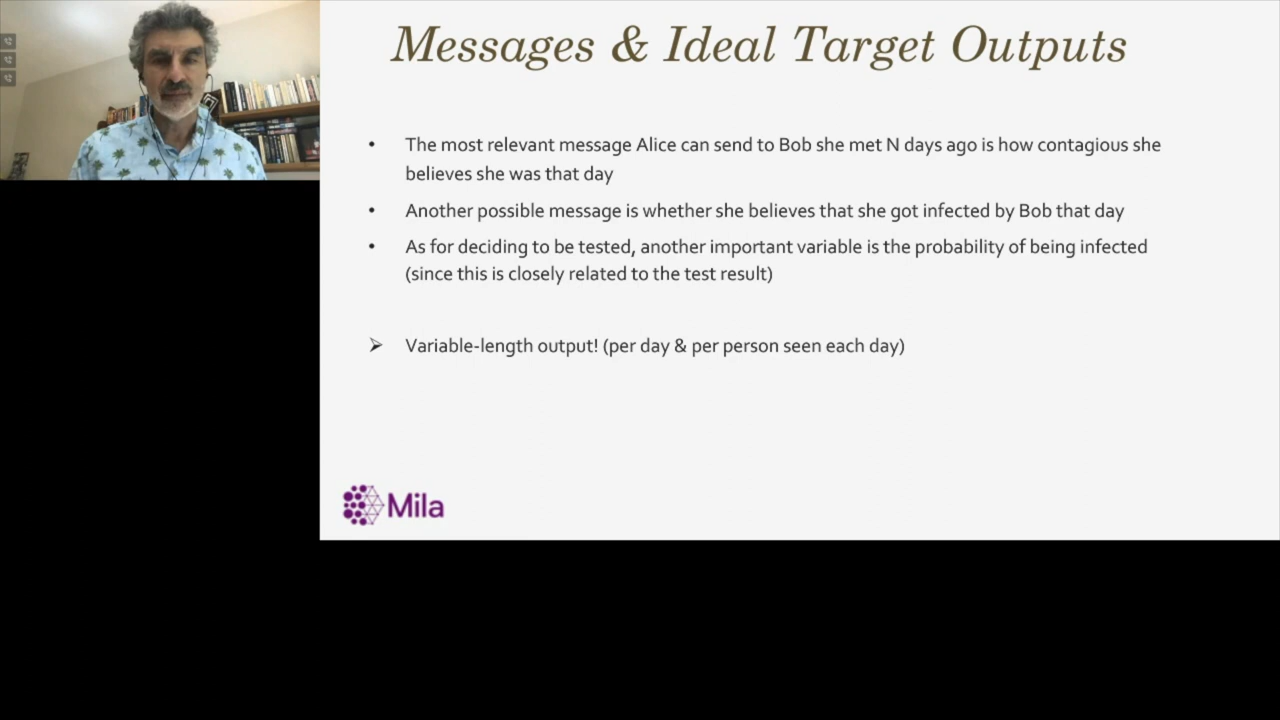 Messages & Ideal Target Outputs
• The most relevant message Alice can send to Bob she met N days ago is how contagious she
believes she was that day
• Another possible message is whether she believes that she got infected by Bob that day
• As for deciding to be tested, another important variable is the probability of being infected
(since this is closely related to the test result)
➢ Variable-length output! (per day & per person seen each day)
Mila